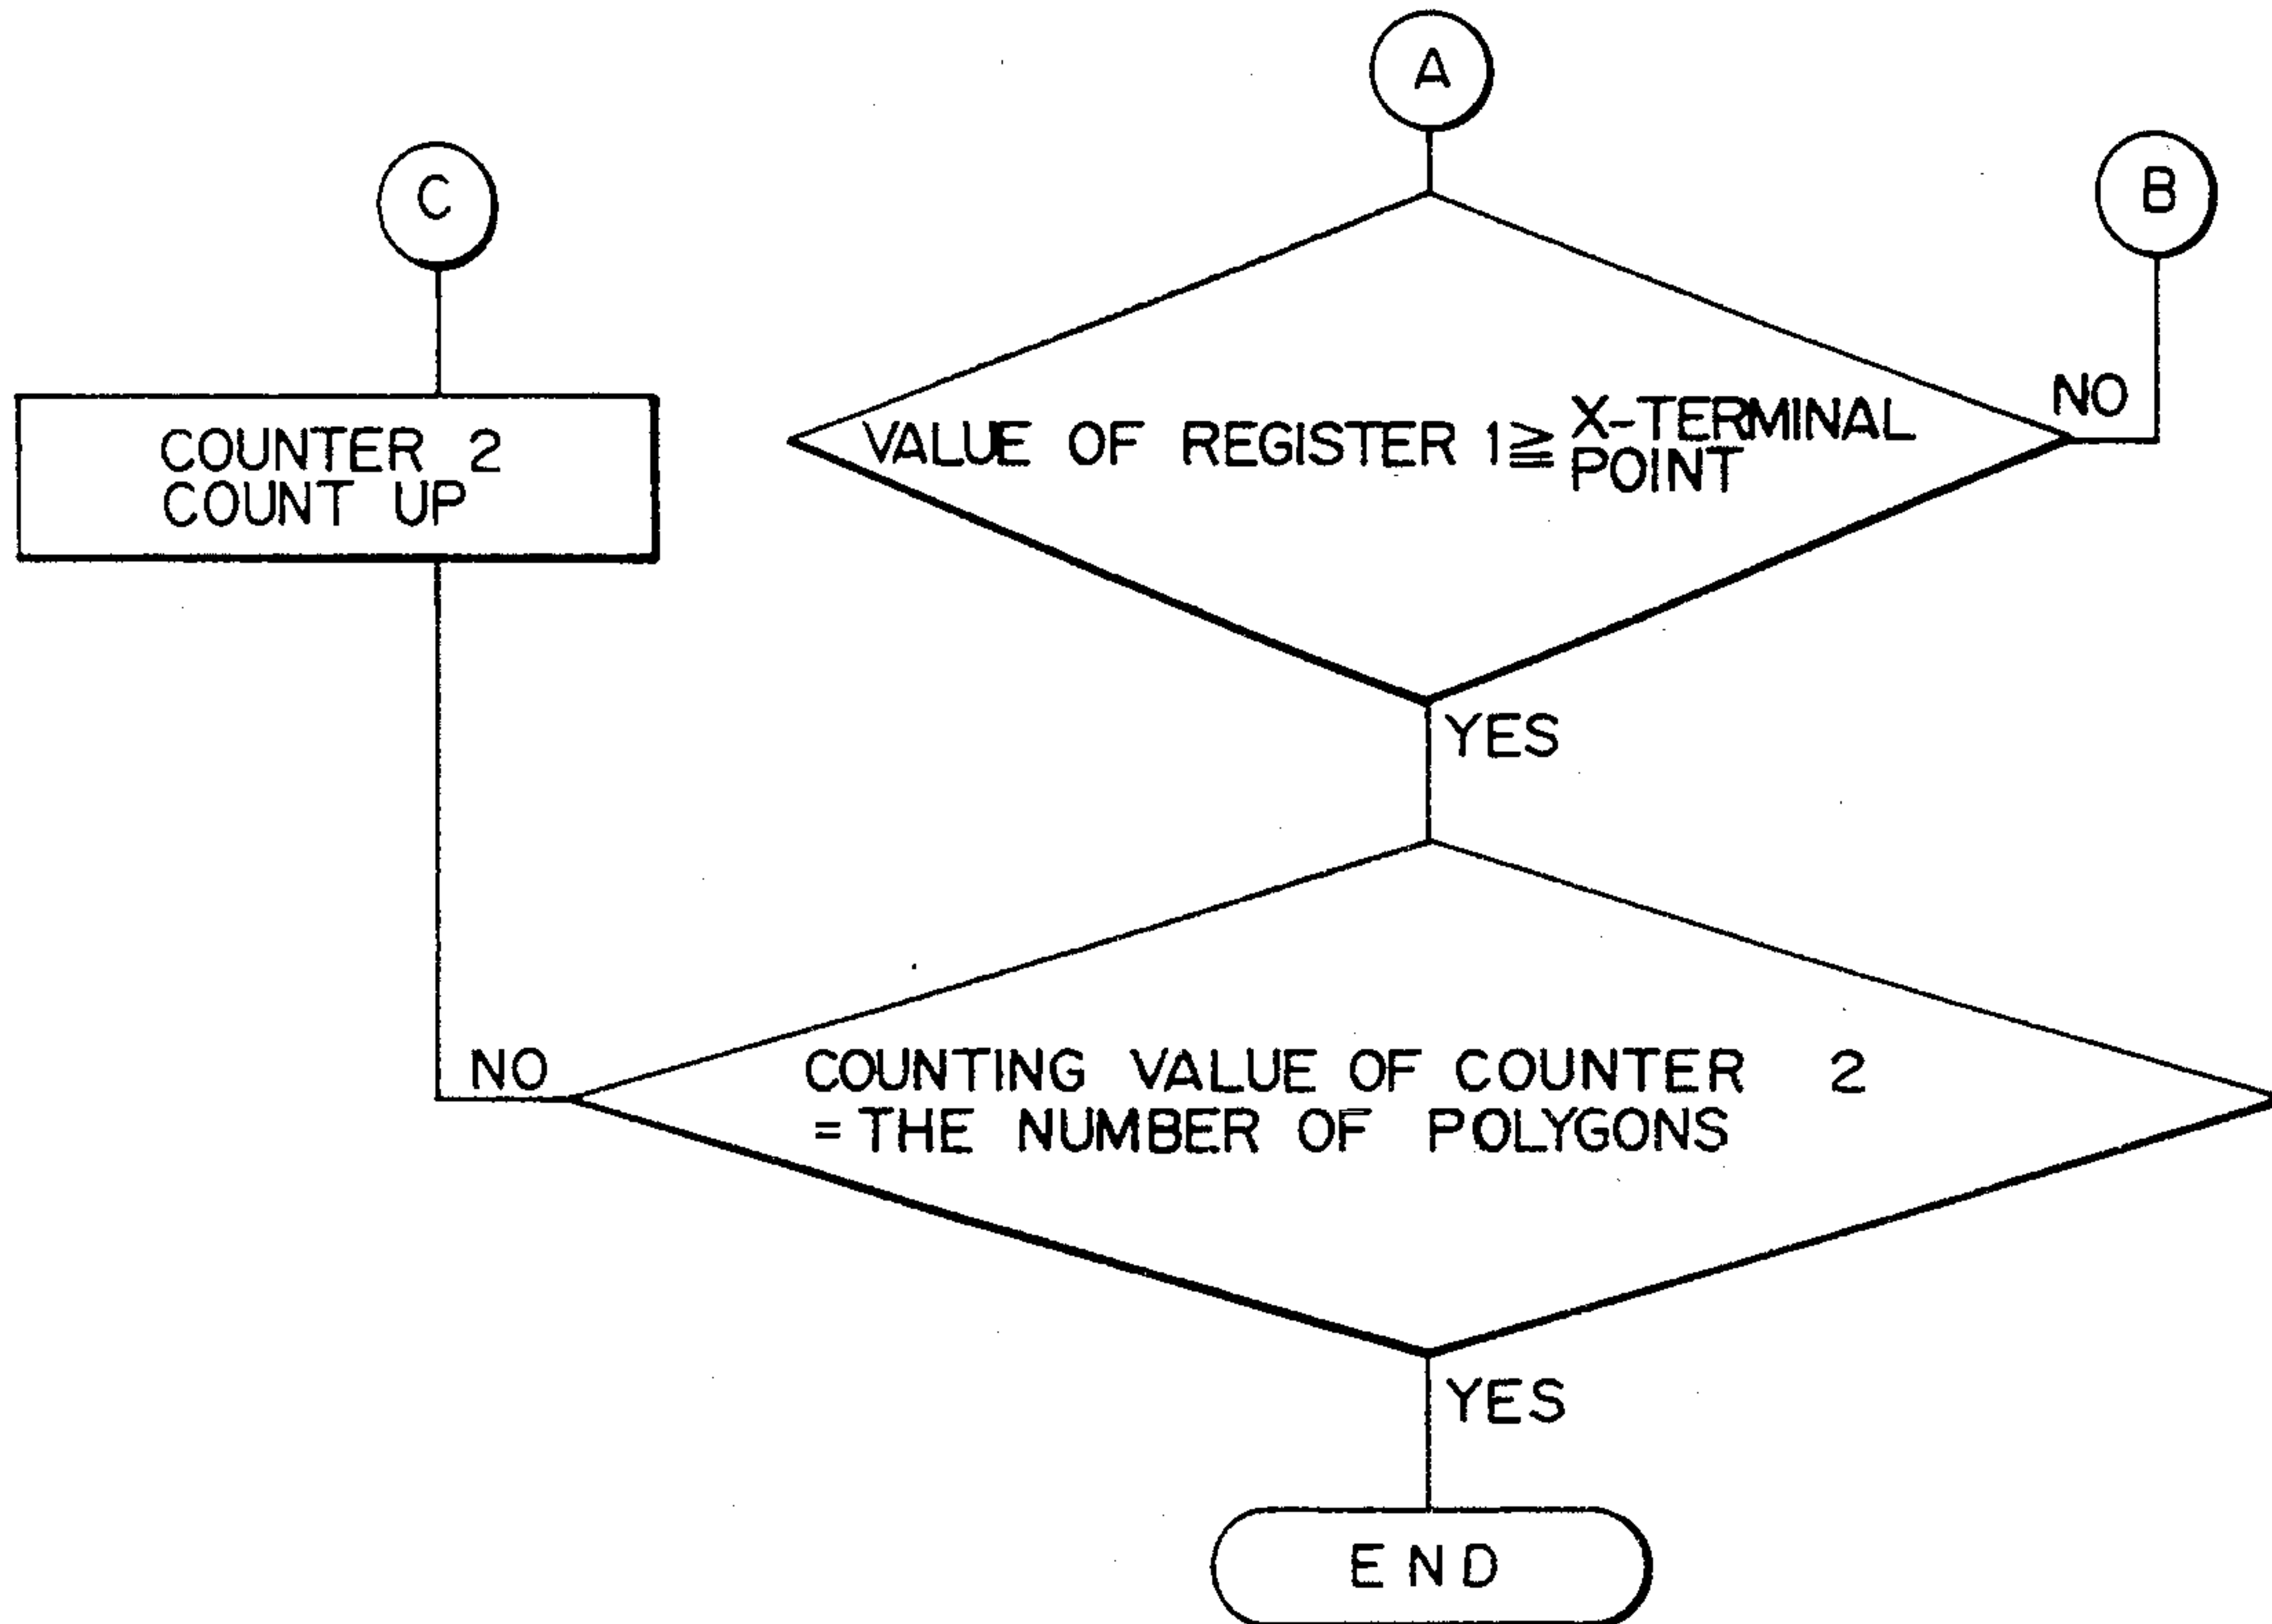 A
C
B
COUNTER 2
COUNT UP
VALUE OF REGISTER 1 ≧ X-TERMINAL
POINT
NO
YES
NO
COUNTING VALUE OF COUNTER 2
= THE NUMBER OF POLYGONS
YES
END